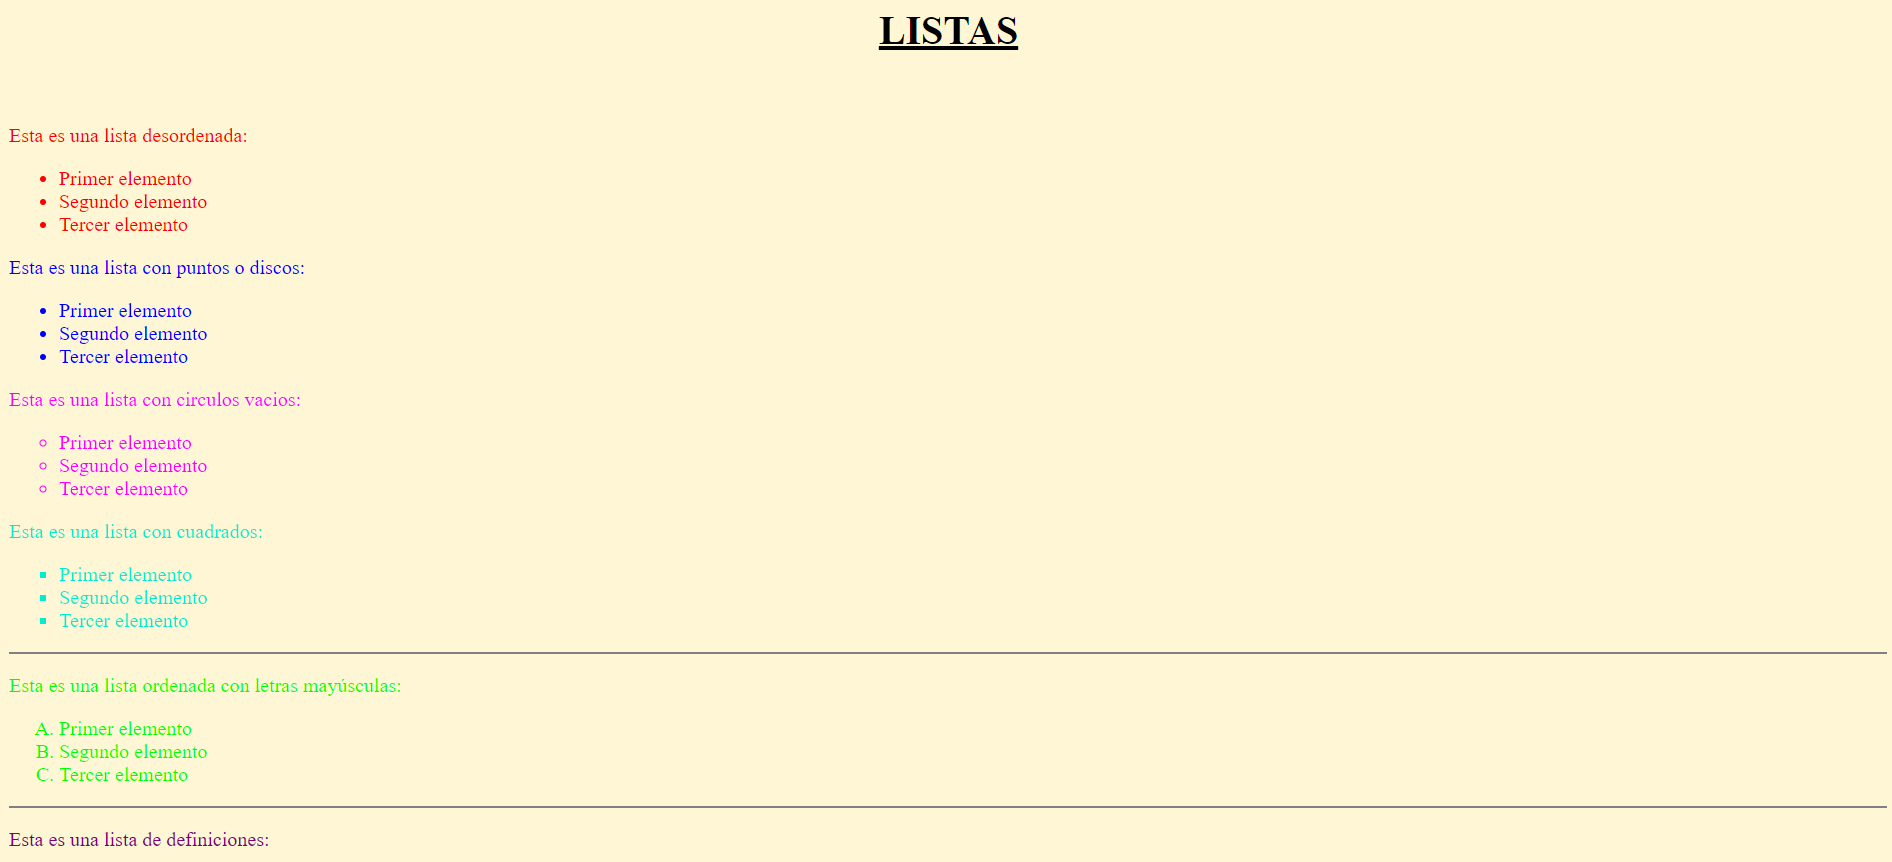 LISTAS
Esta es una lista desordenada:
• Primer elemento
• Segundo elemento
• Tercer elemento
Esta es una lista con puntos o discos:
• Primer elemento
• Segundo elemento
• Tercer elemento
Esta es una lista con circulos vacios:
◦ Primer elemento
◦ Segundo elemento
◦ Tercer elemento
Esta es una lista con cuadrados:
▪ Primer elemento
▪ Segundo elemento
▪ Tercer elemento
Esta es una lista ordenada con letras mayúsculas:
A. Primer elemento
B. Segundo elemento
C. Tercer elemento
Esta es una lista de definiciones: